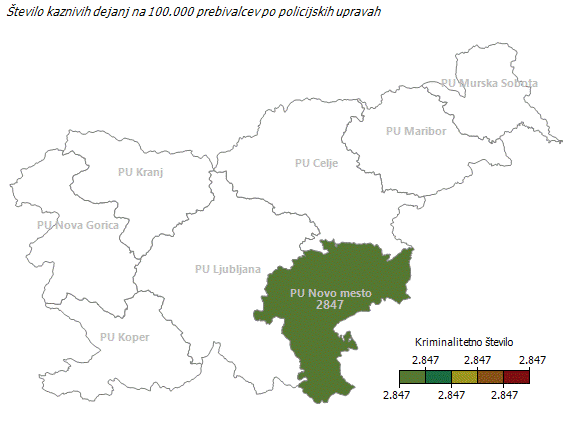 Število kaznivih dejanj na 100.000 prebivalcev po policijskih upravah
PU Murska Sobota
PU Maribor
PU Celje
PU Kranj
PU Nova Gorica
PU Ljubljana
PU Novo mesto
2847
PU Koper
Kriminalitetno število
2.847 2.847 2.847
2.847 2.847 2.847